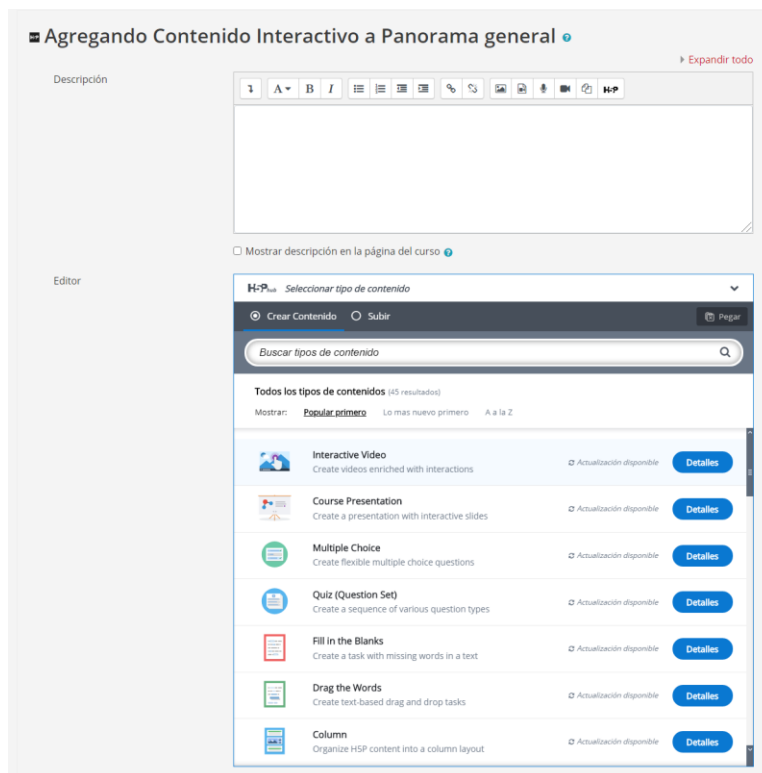 H-P Agregando Contenido Interactivo a Panorama general
Expandir todo
Descripción
A B I H-P
Mostrar descripción en la página del curso
Editor
H-P Seleccionar tipo de contenido
Crear Contenido Subir Pegar
Buscar tipos de contenido
Todos los tipos de contenidos (45 resultados)
Mostrar: Popular primero Lo mas nuevo primero A a la Z
Interactive Video
Create videos enriched with interactions
Actualización disponible Detalles
Course Presentation
Create a presentation with interactive slides
Actualización disponible Detalles
Multiple Choice
Create flexible multiple choice questions
Actualización disponible Detalles
Quiz (Question Set)
Create a sequence of various question types
Actualización disponible Detalles
Fill in the Blanks
Create a task with missing words in a text
Actualización disponible Detalles
Drag the Words
Create text-based drag and drop tasks
Actualización disponible Detalles
Column
Organize H5P content into a column layout
Actualización disponible Detalles